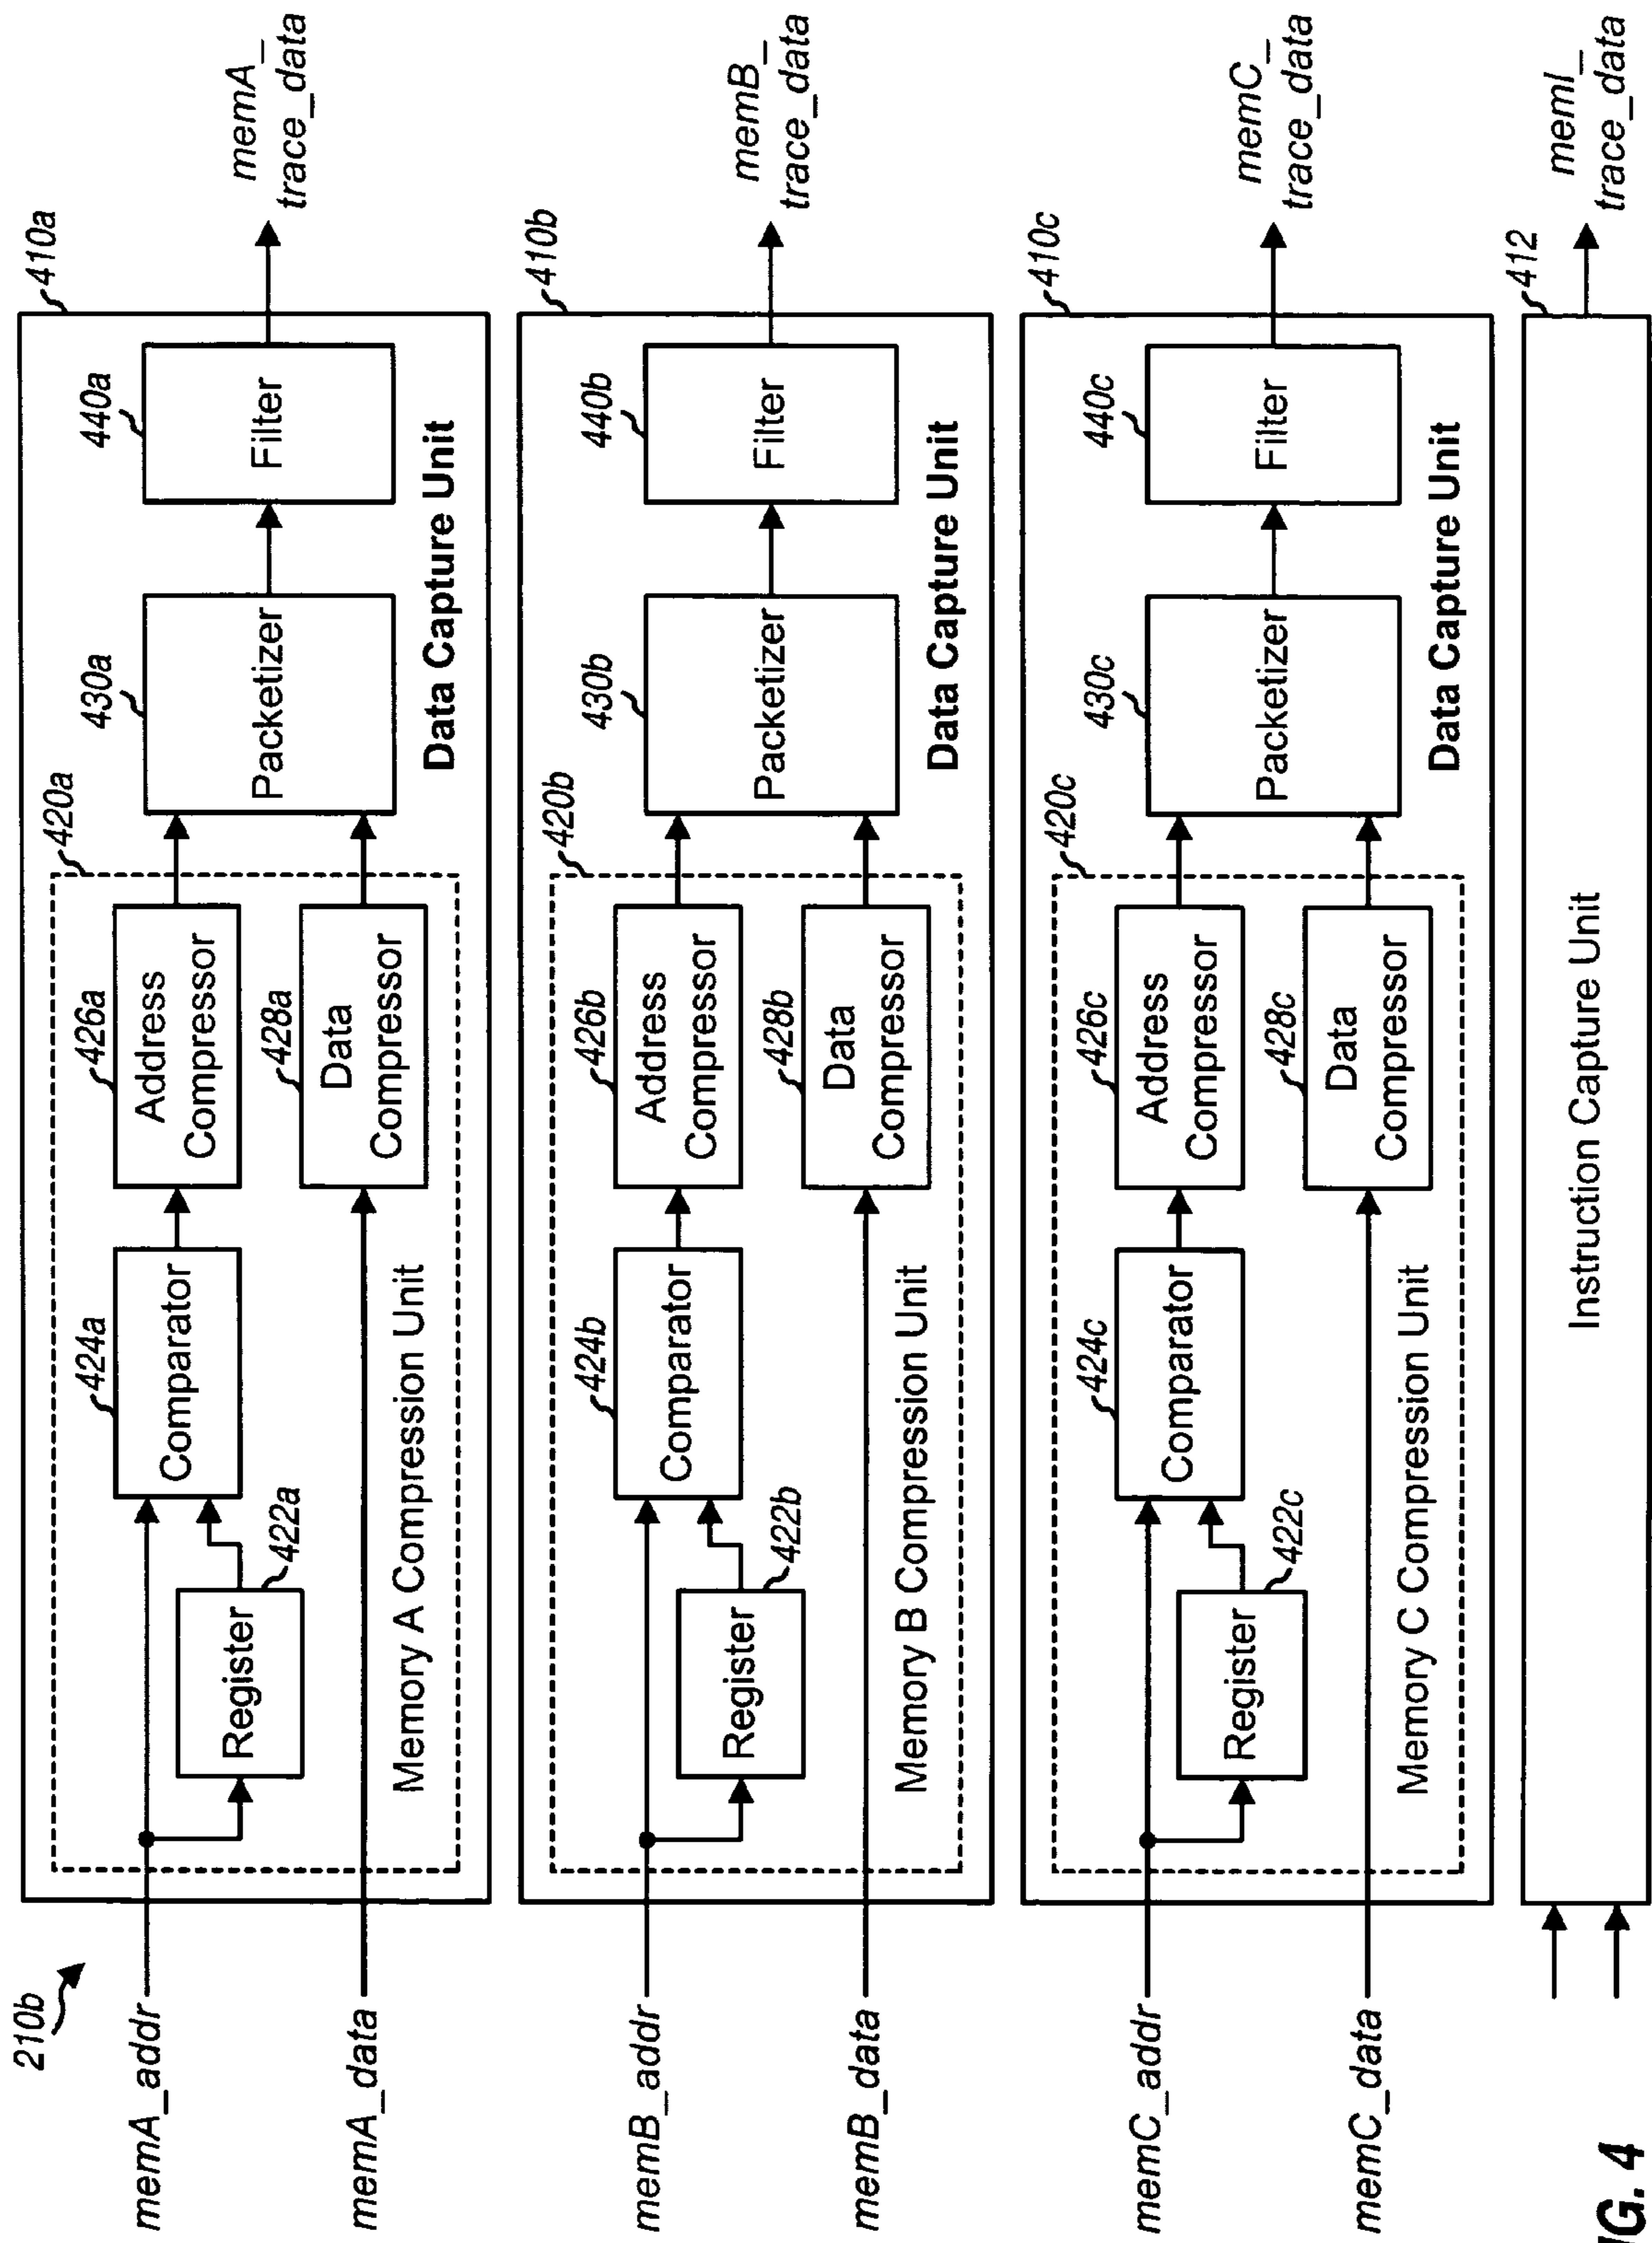 210b
410a
420a
memA_addr
424a
Comparator
426a
Address
Compressor
430a
Packetizer
440a
Filter
memA_
trace_data
Register
422a
428a
Data
Compressor
memA_data
Memory A Compression Unit
Data Capture Unit
410b
420b
memB_addr
424b
Comparator
426b
Address
Compressor
430b
Packetizer
440b
Filter
memB_
trace_data
Register
422b
428b
Data
Compressor
memB_data
Memory B Compression Unit
Data Capture Unit
410c
420c
memC_addr
424c
Comparator
426c
Address
Compressor
430c
Packetizer
440c
Filter
memC_
trace_data
Register
422c
428c
Data
Compressor
memC_data
Memory C Compression Unit
Data Capture Unit
412
Instruction Capture Unit
memI_
trace_data
IG. 4